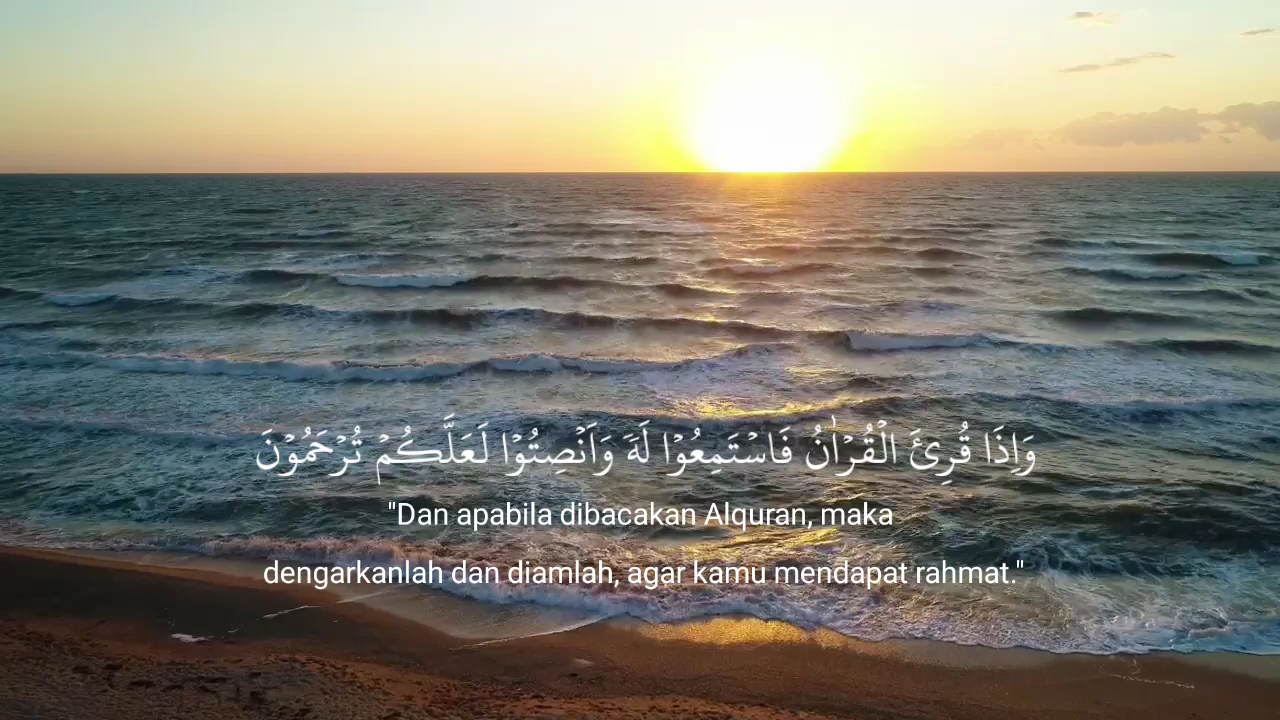 وَاِذَا قُرِئَ الْقُرْاٰنُ فَاسْتَمِعُوْا لَهٗ وَاَنْصِتُوْا لَعَلَّكُمْ تُرْحَمُوْنَ
"Dan apabila dibacakan Alquran, maka
dengarkanlah dan diamlah, agar kamu mendapat rahmat."